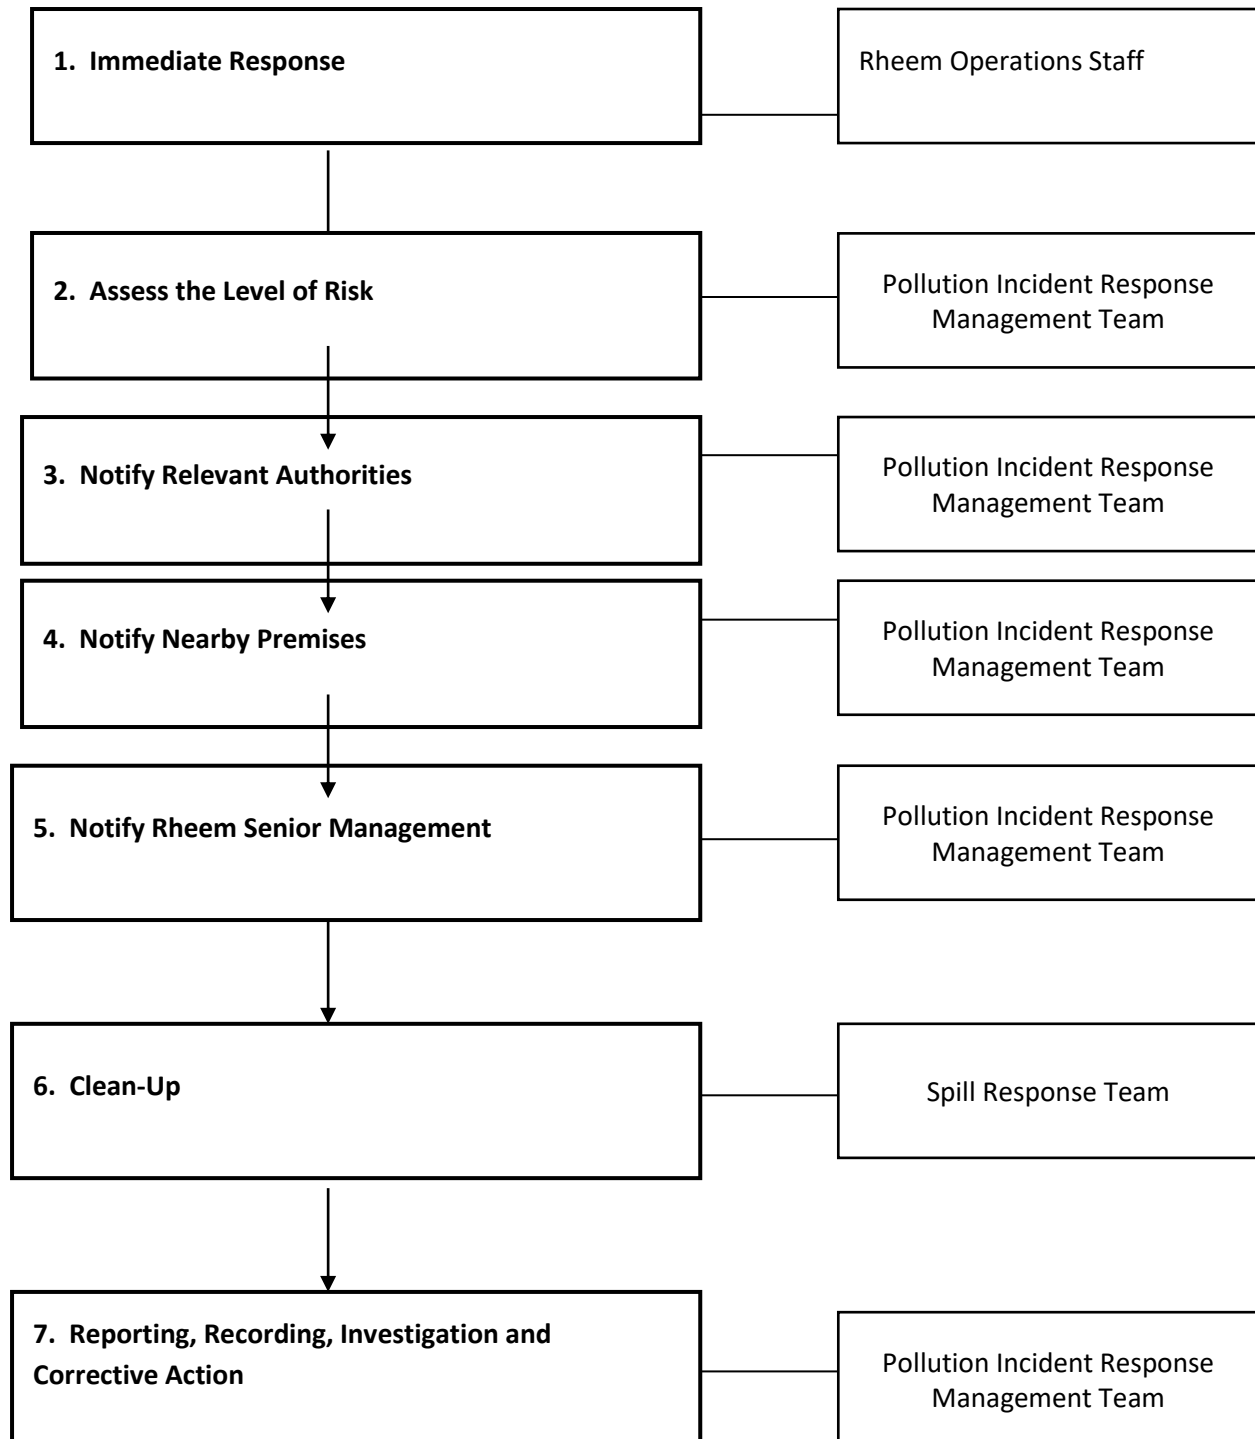 1. Immediate Response
Rheem Operations Staff
2. Assess the Level of Risk
Pollution Incident Response
Management Team
3. Notify Relevant Authorities
Pollution Incident Response
Management Team
4. Notify Nearby Premises
Pollution Incident Response
Management Team
5. Notify Rheem Senior Management
Pollution Incident Response
Management Team
6. Clean-Up
Spill Response Team
7. Reporting, Recording, Investigation and
Corrective Action
Pollution Incident Response
Management Team